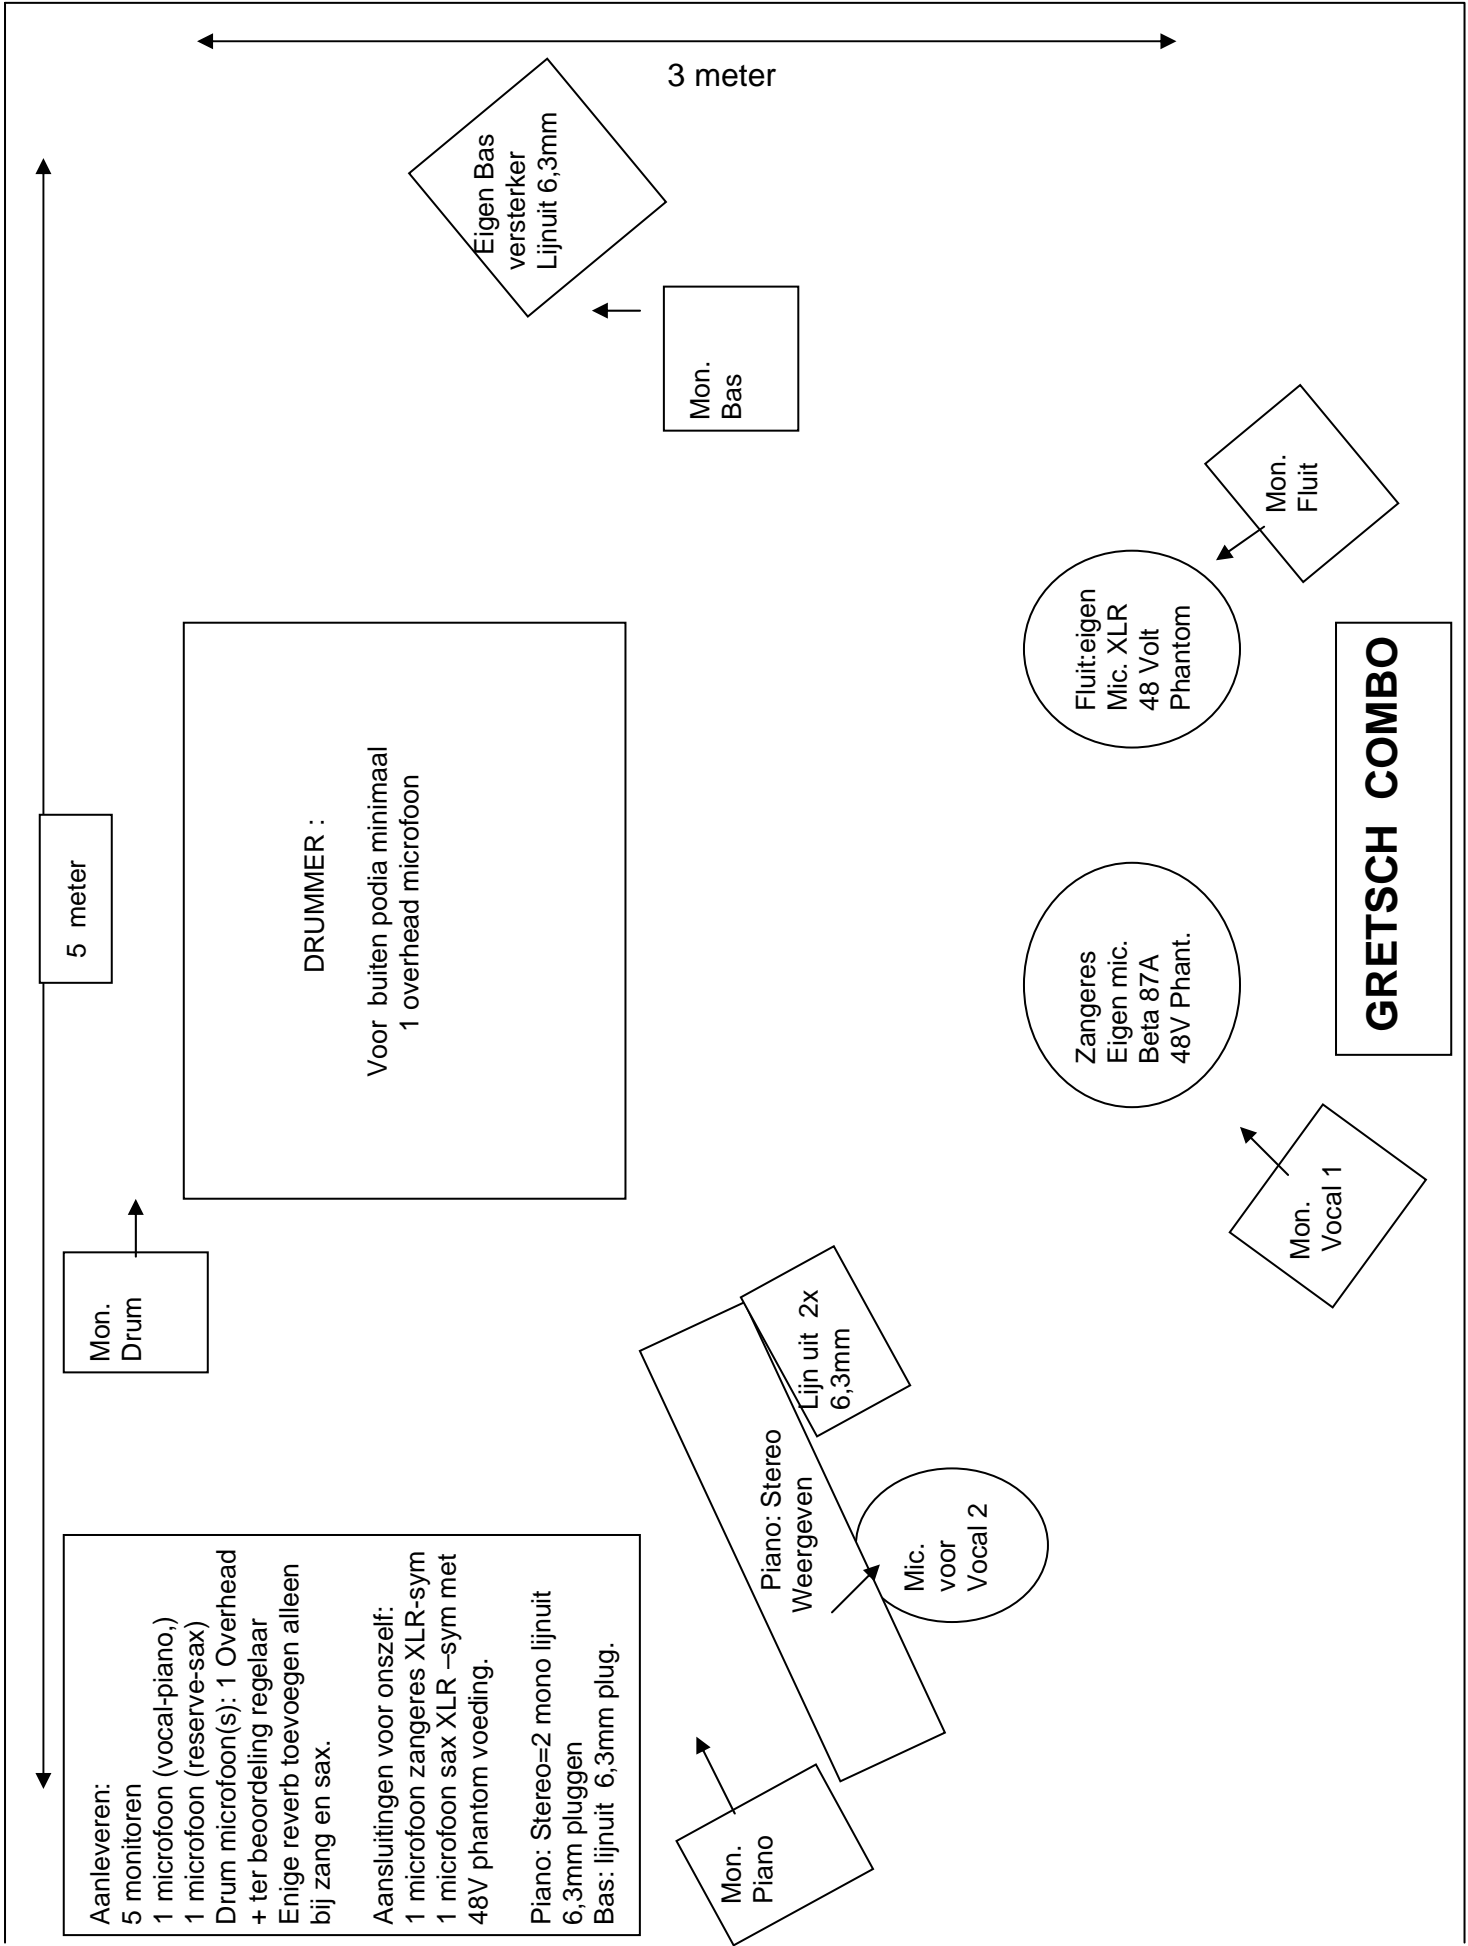 Aanleveren:
5 monitoren
1 microfoon (vocal-piano,)
1 microfoon (reserve-sax)
Drum microfoon(s): 1 Overhead
+ ter beoordeling regelaar
Enige reverb toevoegen alleen
bij zang en sax.
Aansluitingen voor onszelf:
1 microfoon zangeres XLR-sym
1 microfoon sax XLR –sym met
48V phantom voeding.
Piano: Stereo=2 mono lijnuit
6,3mm pluggen
Bas: lijnuit 6,3mm plug.
5 meter
3 meter
Mon.
Drum
DRUMMER :
Voor buiten podia minimaal
1 overhead microfoon
Eigen Bas
versterker
Lijnuit 6,3mm
Mon.
Bas
Mon.
Piano
Piano: Stereo
Weergeven
Lijn uit 2x
6,3mm
Mic.
voor
Vocal 2
Zangeres
Eigen mic.
Beta 87A
48V Phant.
Fluit:eigen
Mic. XLR
48 Volt
Phantom
Mon.
Vocal 1
Mon.
Fluit
GRETSCH COMBO